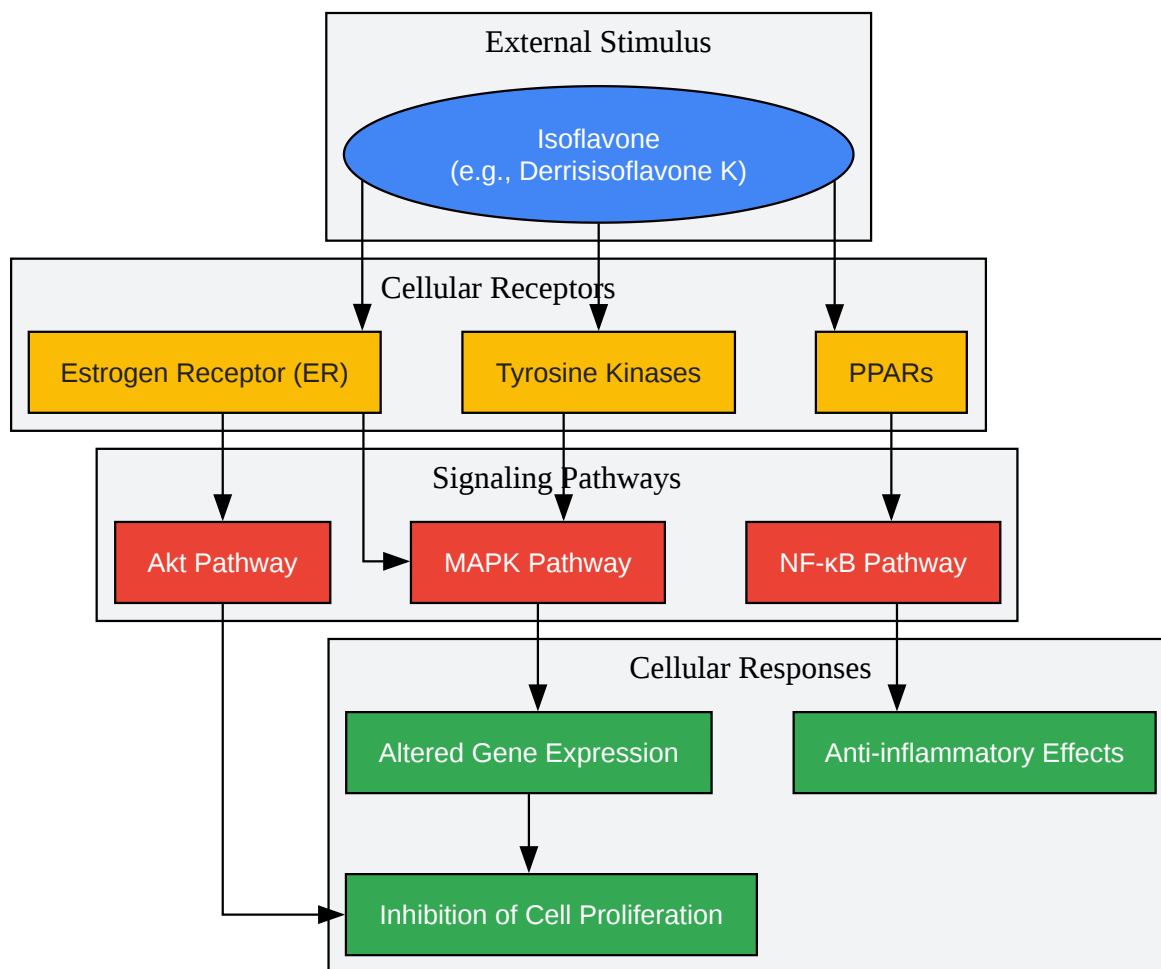 External Stimulus
Isoflavone
(e.g., Derrisisoflavone K)
Cellular Receptors
Estrogen Receptor (ER)
Tyrosine Kinases
PPARs
Signaling Pathways
Akt Pathway
MAPK Pathway
NF-κB Pathway
Cellular Responses
Altered Gene Expression
Anti-inflammatory Effects
Inhibition of Cell Proliferation